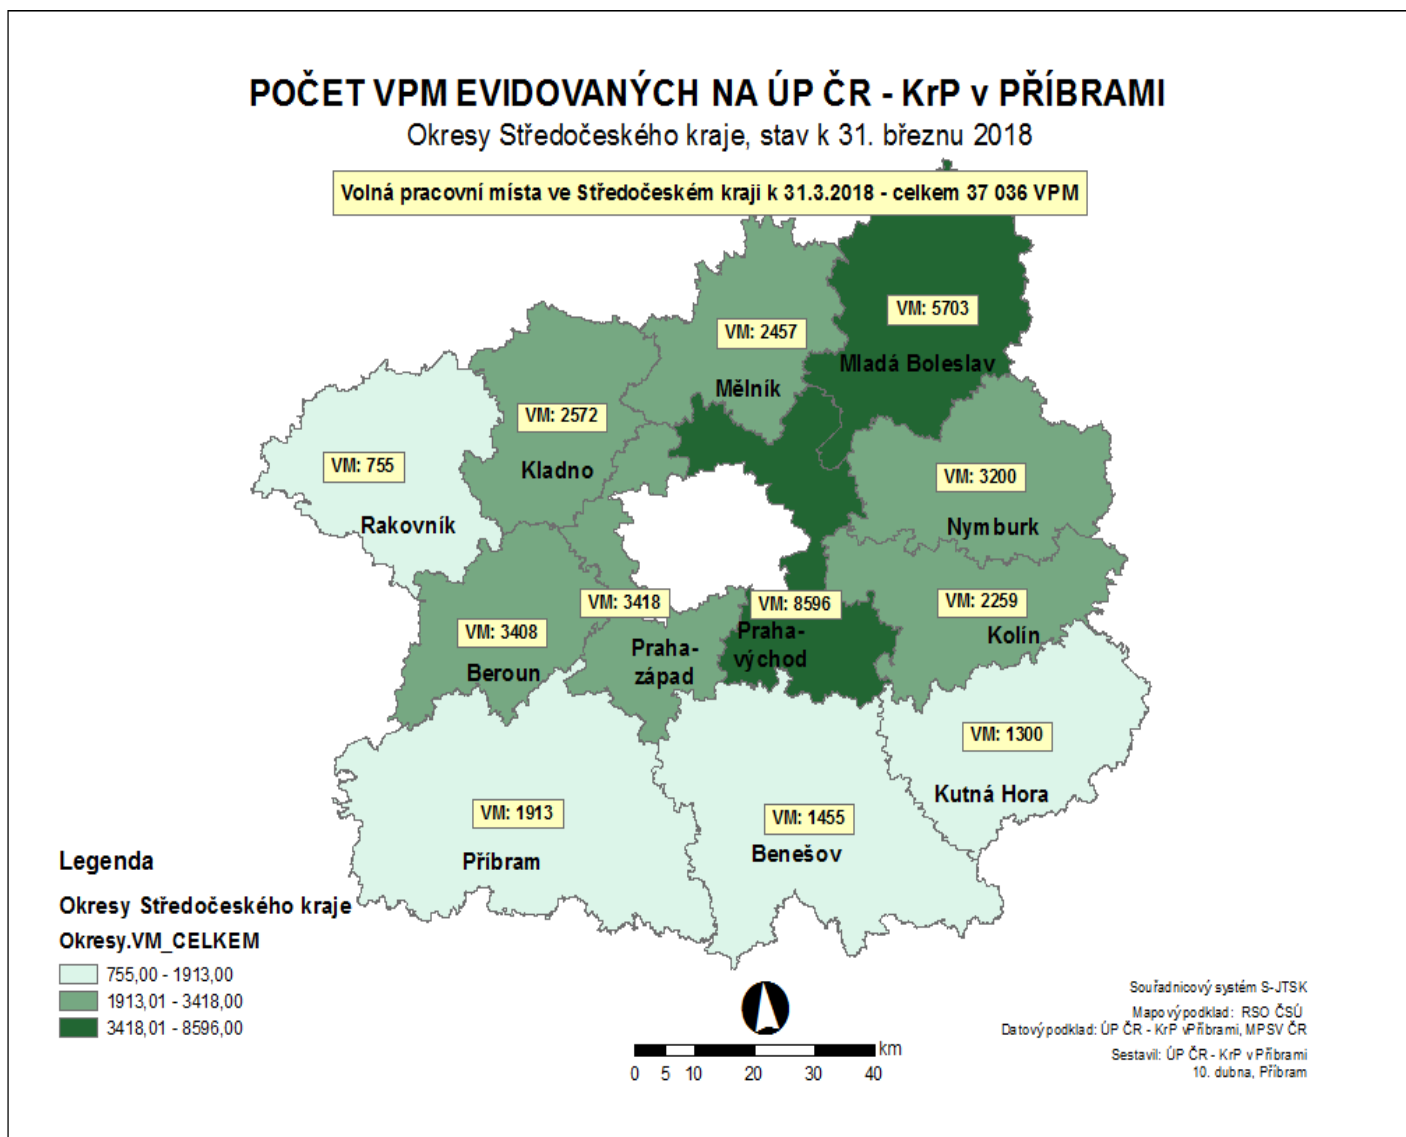 POČET VPM EVIDOVANÝCH NA ÚP ČR - KrP v PŘÍBRAMI
Okresy Středočeského kraje, stav k 31. březnu 2018
Volná pracovní místa ve Středočeském kraji k 31.3.2018 - celkem 37 036 VPM
VM: 5703
Mladá Boleslav
VM: 2457
Mělník
VM: 2572
Kladno
VM: 755
Rakovník
VM: 3200
Nymburk
VM: 3418
Praha-
západ
VM: 8596
Praha-
východ
VM: 2259
Kolín
VM: 3408
Beroun
VM: 1300
Kutná Hora
VM: 1913
Příbram
VM: 1455
Benešov
Legenda
Okresy Středočeského kraje
Okresy.VM_CELKEM
755,00 - 1913,00
1913,01 - 3418,00
3418,01 - 8596,00
km
0 5 10 20 30 40
Souřadnicový systém S-JTSK
Mapový podklad: RSO ČSÚ
Datový podklad: ÚP ČR - KrP vPříbrami, MPSV ČR
Sestavil: ÚP ČR - KrP v Příbrami
10. dubna, Příbram